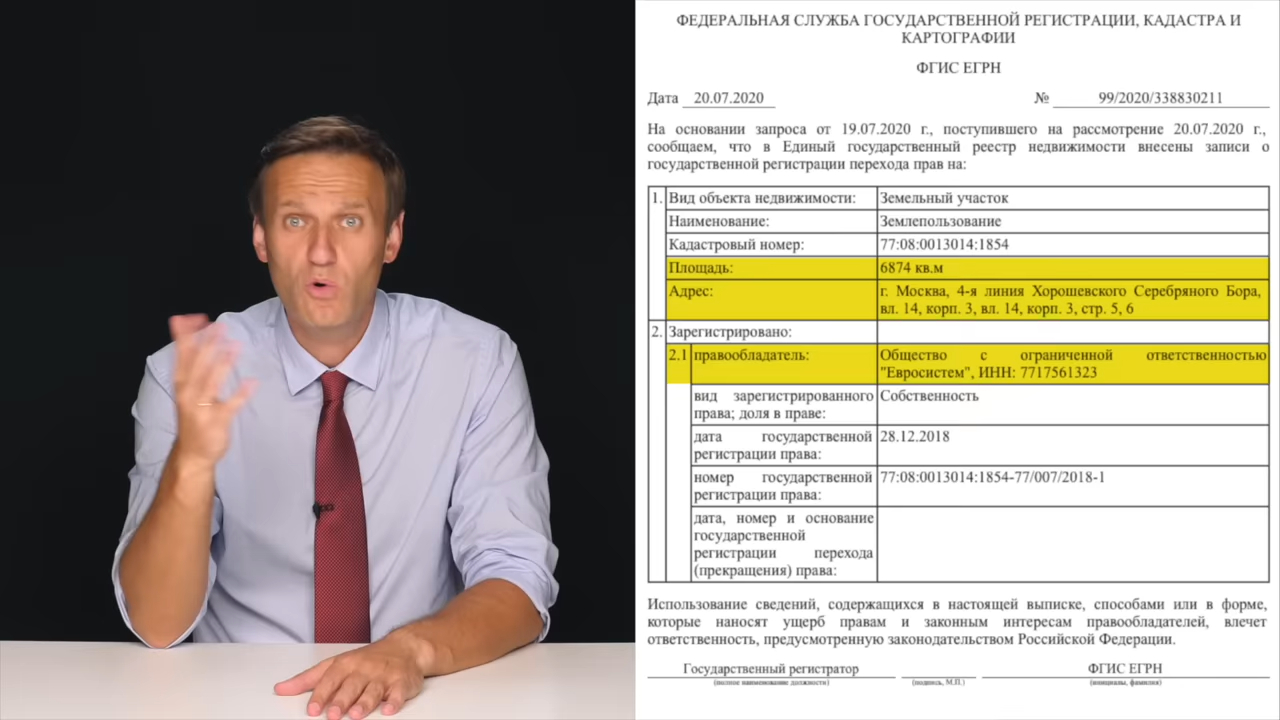 ФЕДЕРАЛЬНАЯ СЛУЖБА ГОСУДАРСТВЕННОЙ РЕГИСТРАЦИИ, КАДАСТРА И
КАРТОГРАФИИ
ФГИС ЕГРН
Дата 20.07.2020 № 99/2020/338830211
На основании запроса от 19.07.2020 г., поступившего на рассмотрение 20.07.2020 г.,
сообщаем, что в Единый государственный реестр недвижимости внесены записи о
государственной регистрации перехода прав на:
1. Вид объекта недвижимости: Земельный участок
Наименование: Землепользование
Кадастровый номер: 77:08:0013014:1854
Площадь: 6874 кв.м
Адрес: г. Москва, 4-я линия Хорошевского Серебряного Бора,
вл. 14, корп. 3, вл. 14, корп. 3, стр. 5, 6
2. Зарегистрировано:
2.1 правообладатель: Общество с ограниченной ответственностью
"Евросистем", ИНН: 7717561323
вид зарегистрированного Собственность
права; доля в праве:
дата государственной 28.12.2018
регистрации права:
номер государственной 77:08:0013014:1854-77/007/2018-1
регистрации права:
дата, номер и основание
государственной
регистрации перехода
(прекращения) права:
Использование сведений, содержащихся в настоящей выписке, способами или в форме,
которые наносят ущерб правам и законным интересам правообладателей, влечет
ответственность, предусмотренную законодательством Российской Федерации.
Государственный регистратор ФГИС ЕГРН
(полное наименование должности) (подпись, М.П.) (инициалы, фамилия)